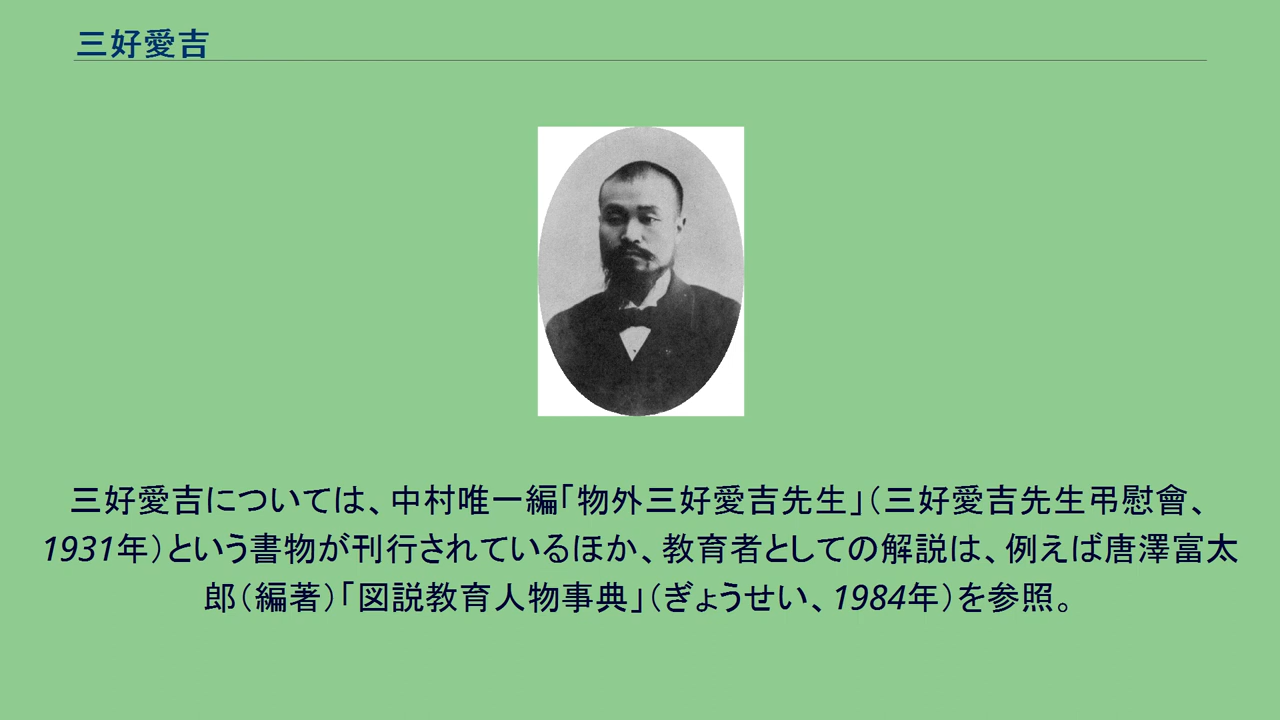 三好愛吉
三好愛吉については、中村唯一編「物外三好愛吉先生」（三好愛吉先生弔慰會、
1931年）という書物が刊行されているほか、教育者としての解説は、例えば唐澤富太
郎（編著）「図説教育人物事典」（ぎょうせい、1984年）を参照。